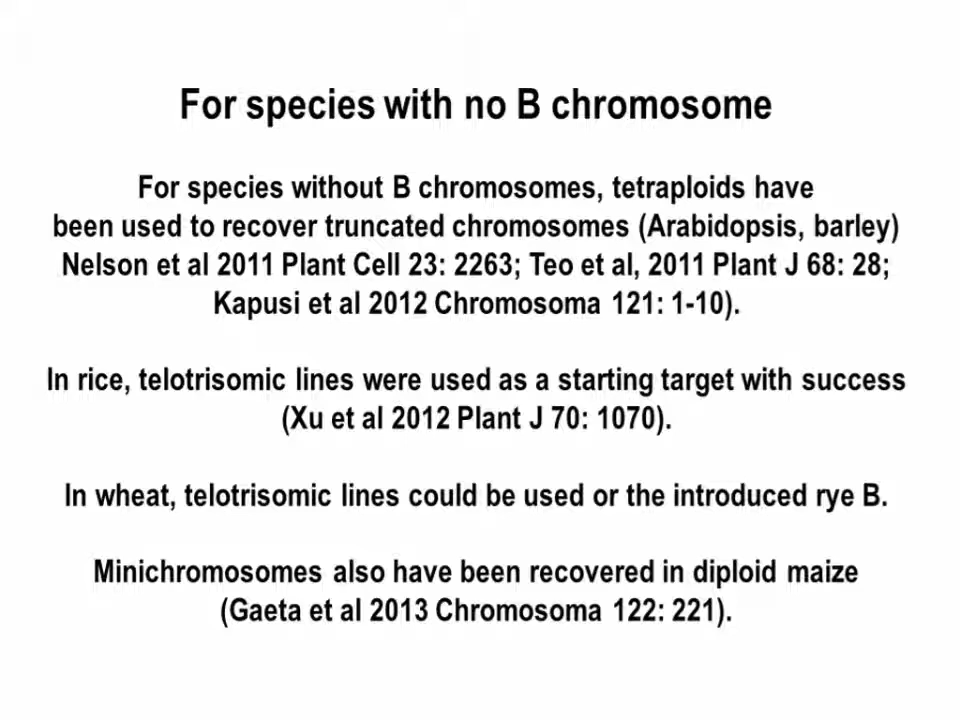 For species with no B chromosome
For species without B chromosomes, tetraploids have
been used to recover truncated chromosomes (Arabidopsis, barley)
Nelson et al 2011 Plant Cell 23: 2263; Teo et al, 2011 Plant J 68: 28;
Kapusi et al 2012 Chromosoma 121: 1-10).
In rice, telotrisomic lines were used as a starting target with success
(Xu et al 2012 Plant J 70: 1070).
In wheat, telotrisomic lines could be used or the introduced rye B.
Minichromosomes also have been recovered in diploid maize
(Gaeta et al 2013 Chromosoma 122: 221).